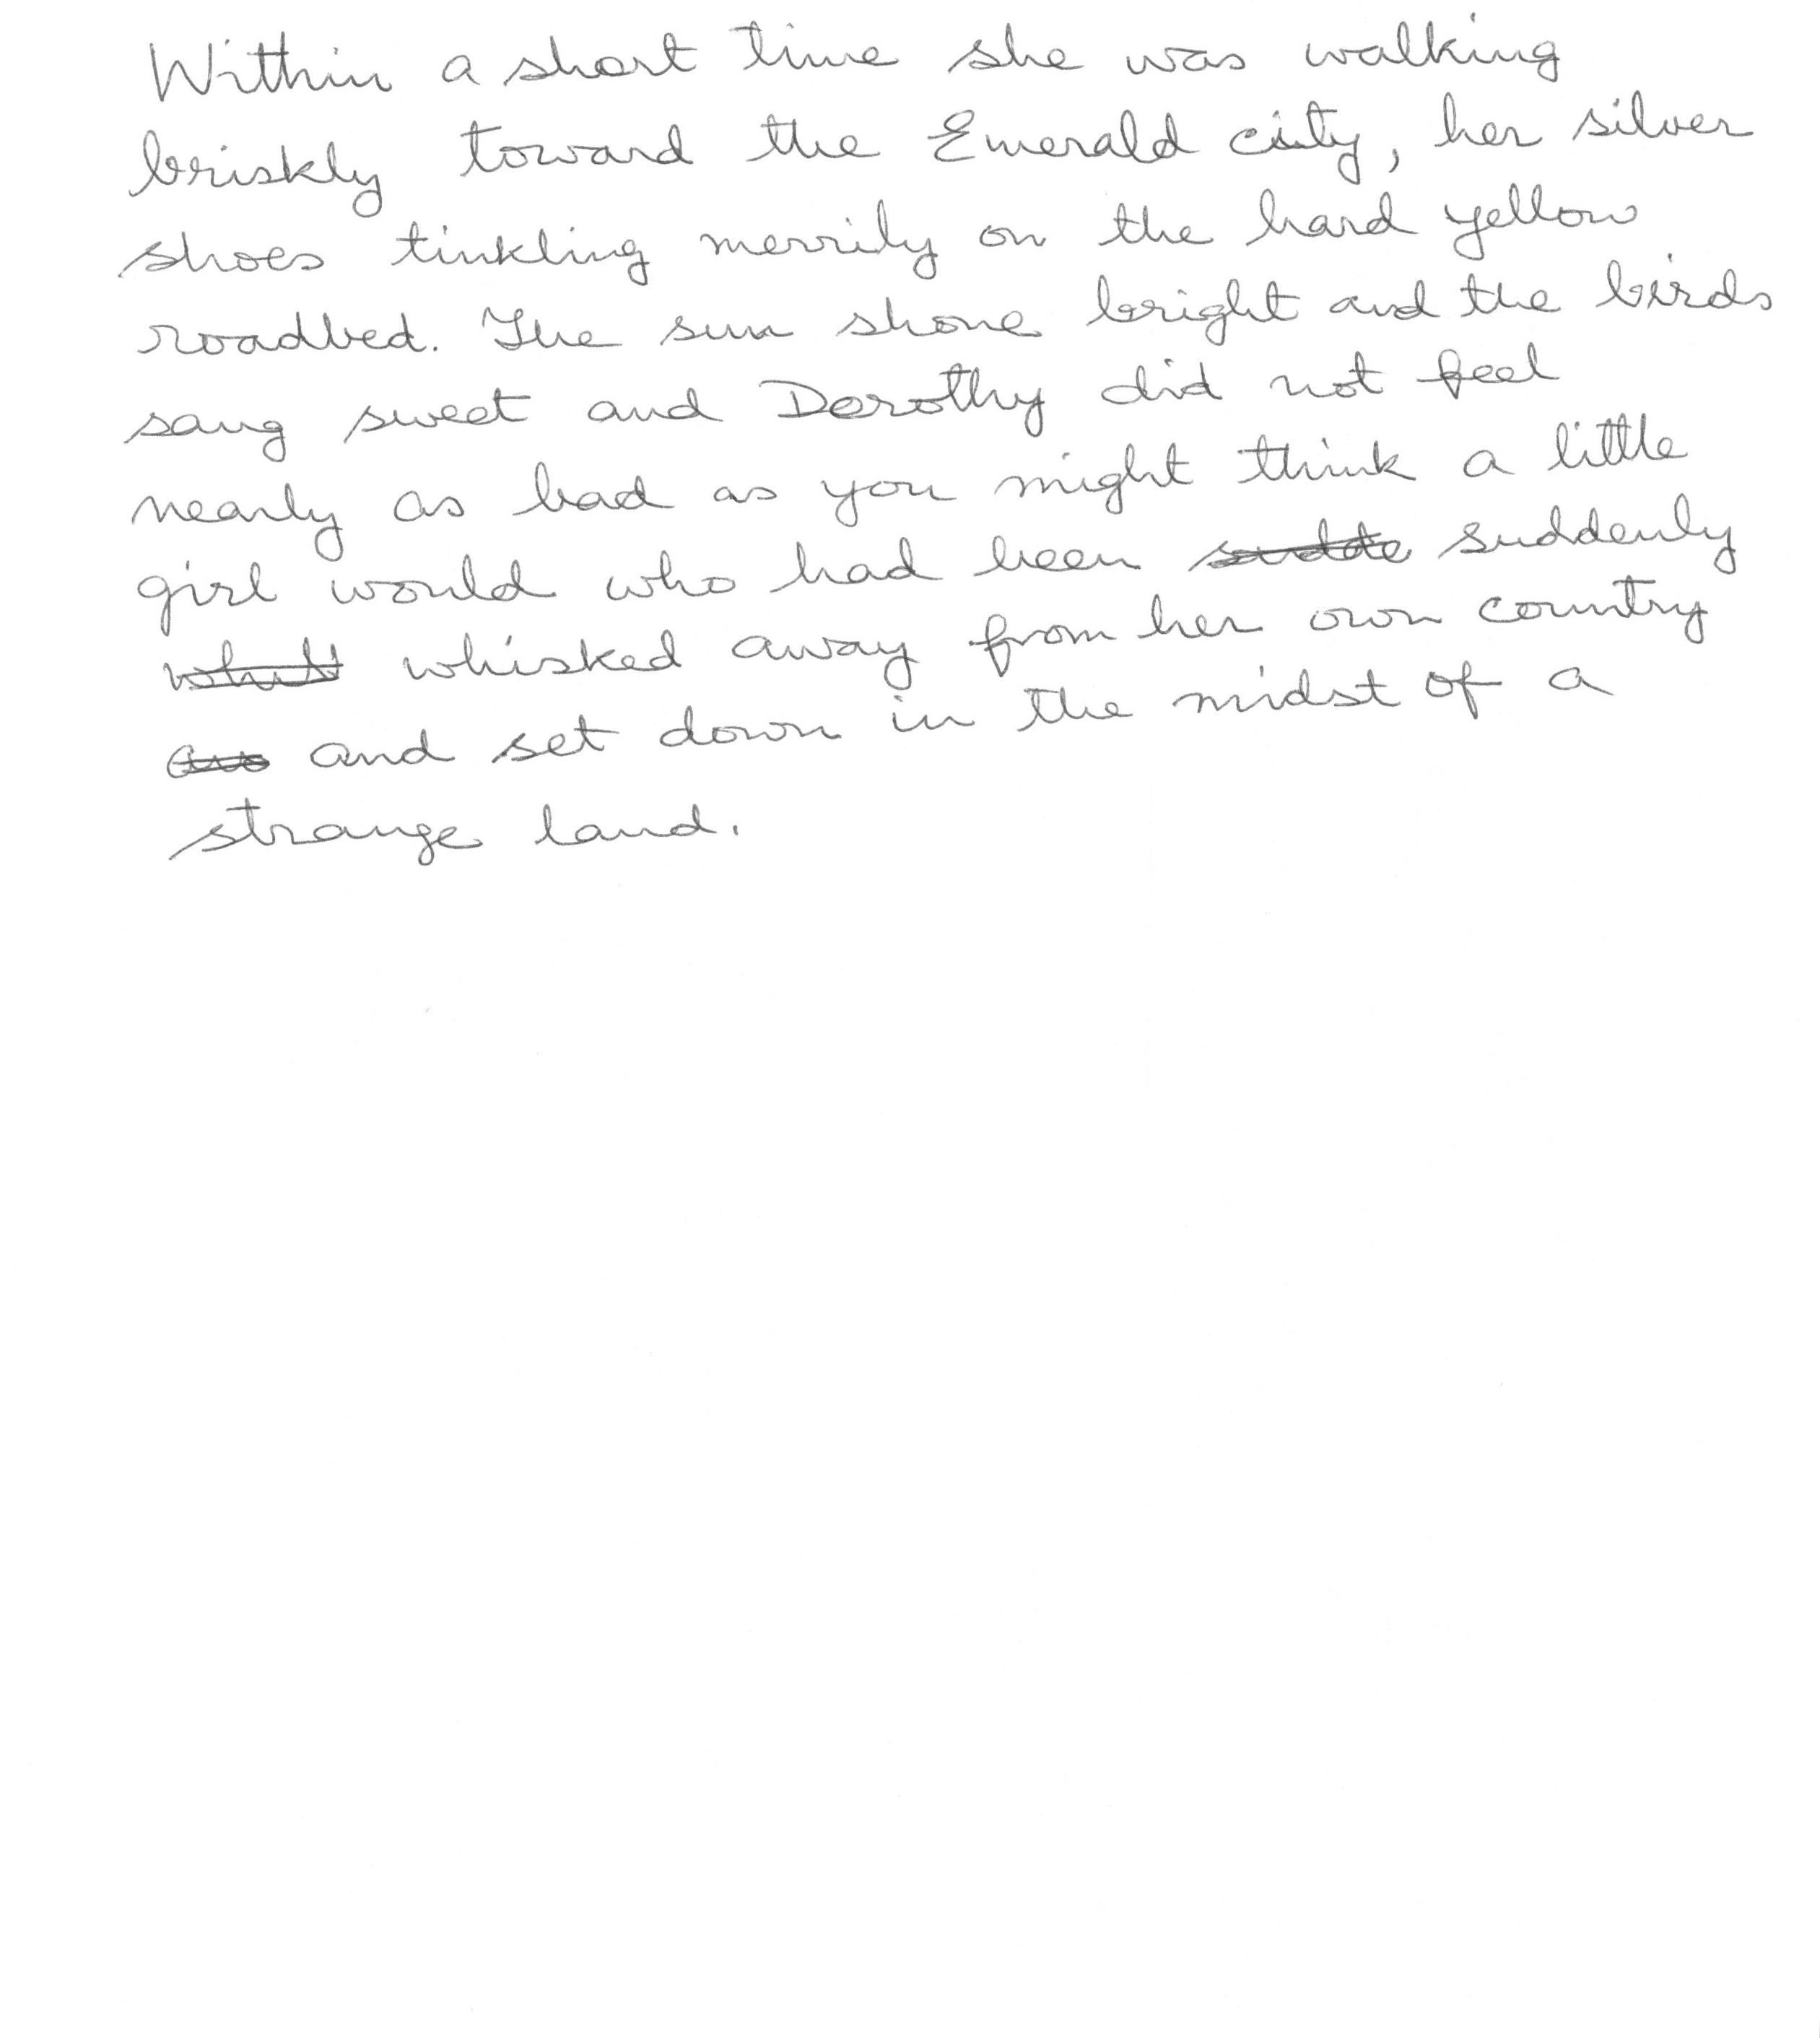 Within a short time she was walking
briskly toward the Emerald city, her silver
shoes tinkling merrily on the hard yellow
roadbed. The sun shone bright and the birds
sang sweet and Dorothy did not feel
nearly as bad as you might think a little
girl would who had been suddenly
whisked away from her own country
and set down in the midst of a
strange land.